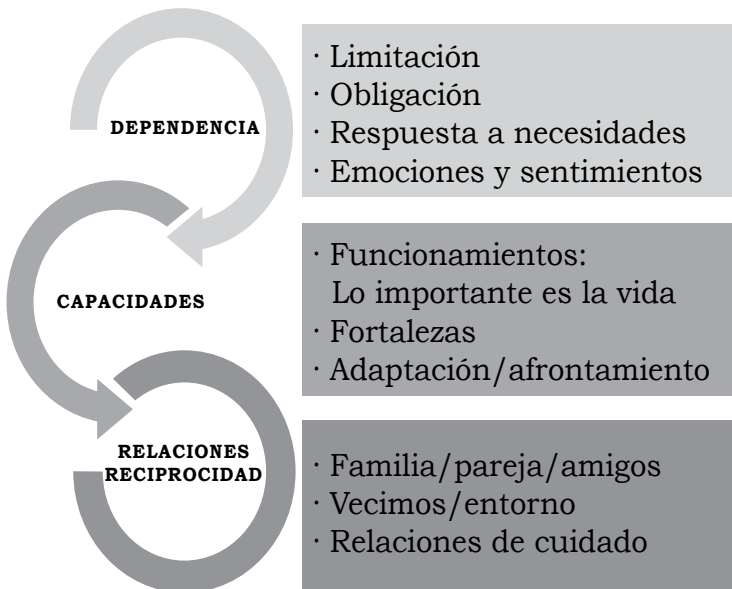 DEPENDENCIA
· Limitación
· Obligación
· Respuesta a necesidades
· Emociones y sentimientos
CAPACIDADES
· Funcionamientos:
Lo importante es la vida
· Fortalezas
· Adaptación/afrontamiento
RELACIONES
RECIPROCIDAD
· Familia/pareja/amigos
· Vecimos/entorno
· Relaciones de cuidado